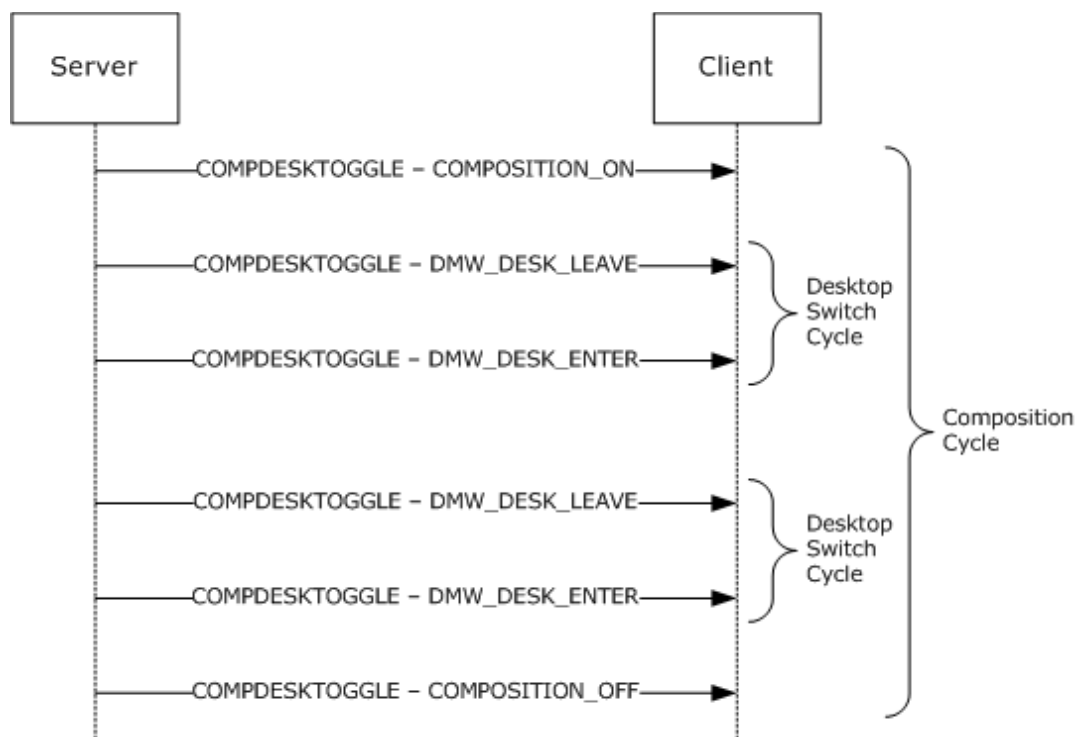 Server
Client
COMPDESKTOGGLE – COMPOSITION_ON
COMPDESKTOGGLE – DMW_DESK_LEAVE
Desktop
Switch
Cycle
COMPDESKTOGGLE – DMW_DESK_ENTER
Composition
Cycle
COMPDESKTOGGLE – DMW_DESK_LEAVE
Desktop
Switch
Cycle
COMPDESKTOGGLE – DMW_DESK_ENTER
COMPDESKTOGGLE – COMPOSITION_OFF